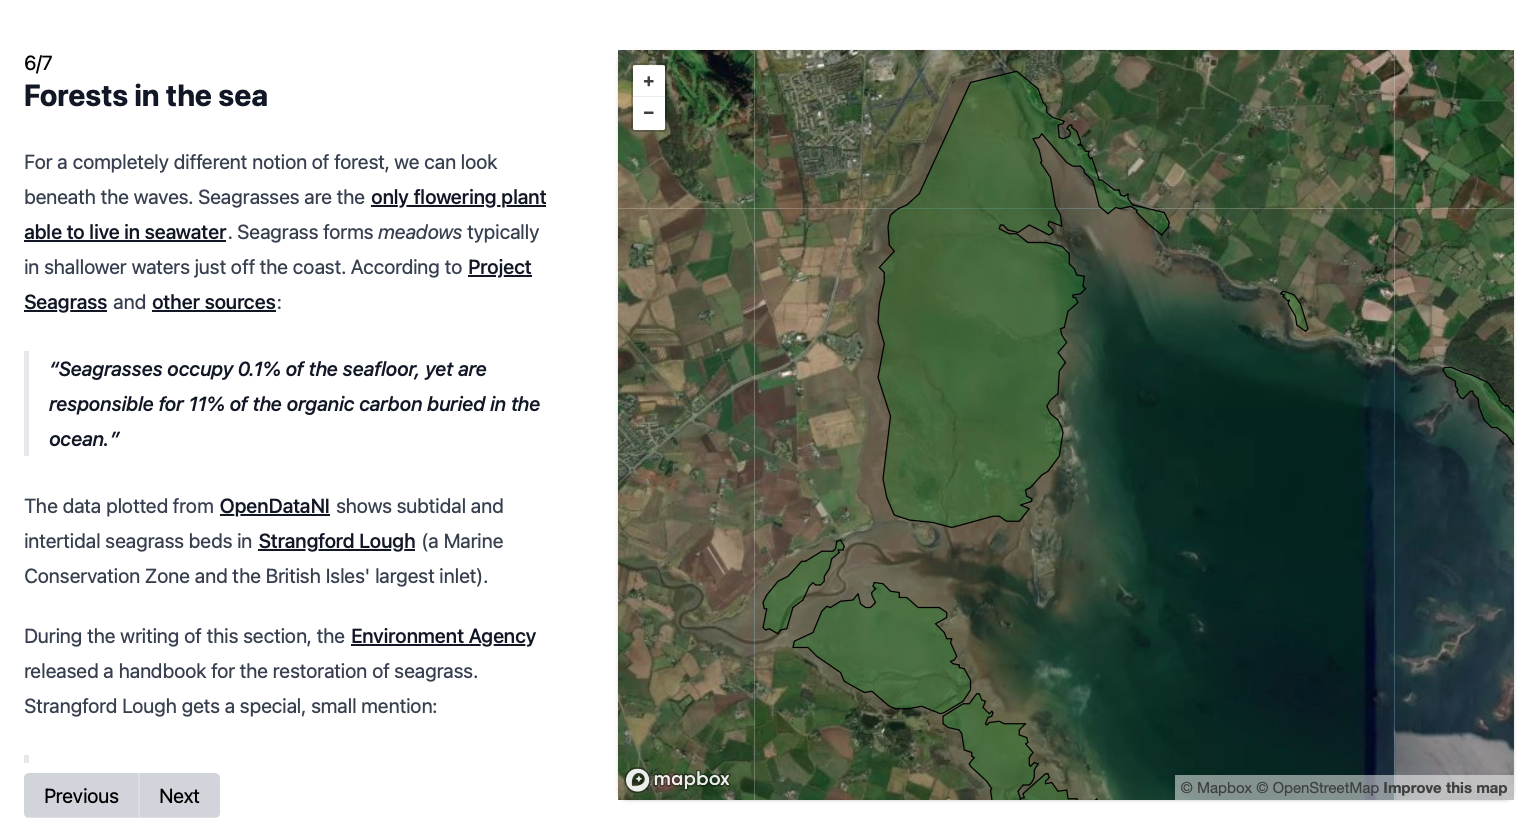 6/7
Forests in the sea
For a completely different notion of forest, we can look
beneath the waves. Seagrasses are the only flowering plant
able to live in seawater. Seagrass forms meadows typically
in shallower waters just off the coast. According to Project
Seagrass and other sources:
“Seagrasses occupy 0.1% of the seafloor, yet are
responsible for 11% of the organic carbon buried in the
ocean.”
The data plotted from OpenDataNI shows subtidal and
intertidal seagrass beds in Strangford Lough (a Marine
Conservation Zone and the British Isles' largest inlet).
During the writing of this section, the Environment Agency
released a handbook for the restoration of seagrass.
Strangford Lough gets a special, small mention:
Previous
Next
+
−
mapbox
© Mapbox © OpenStreetMap Improve this map